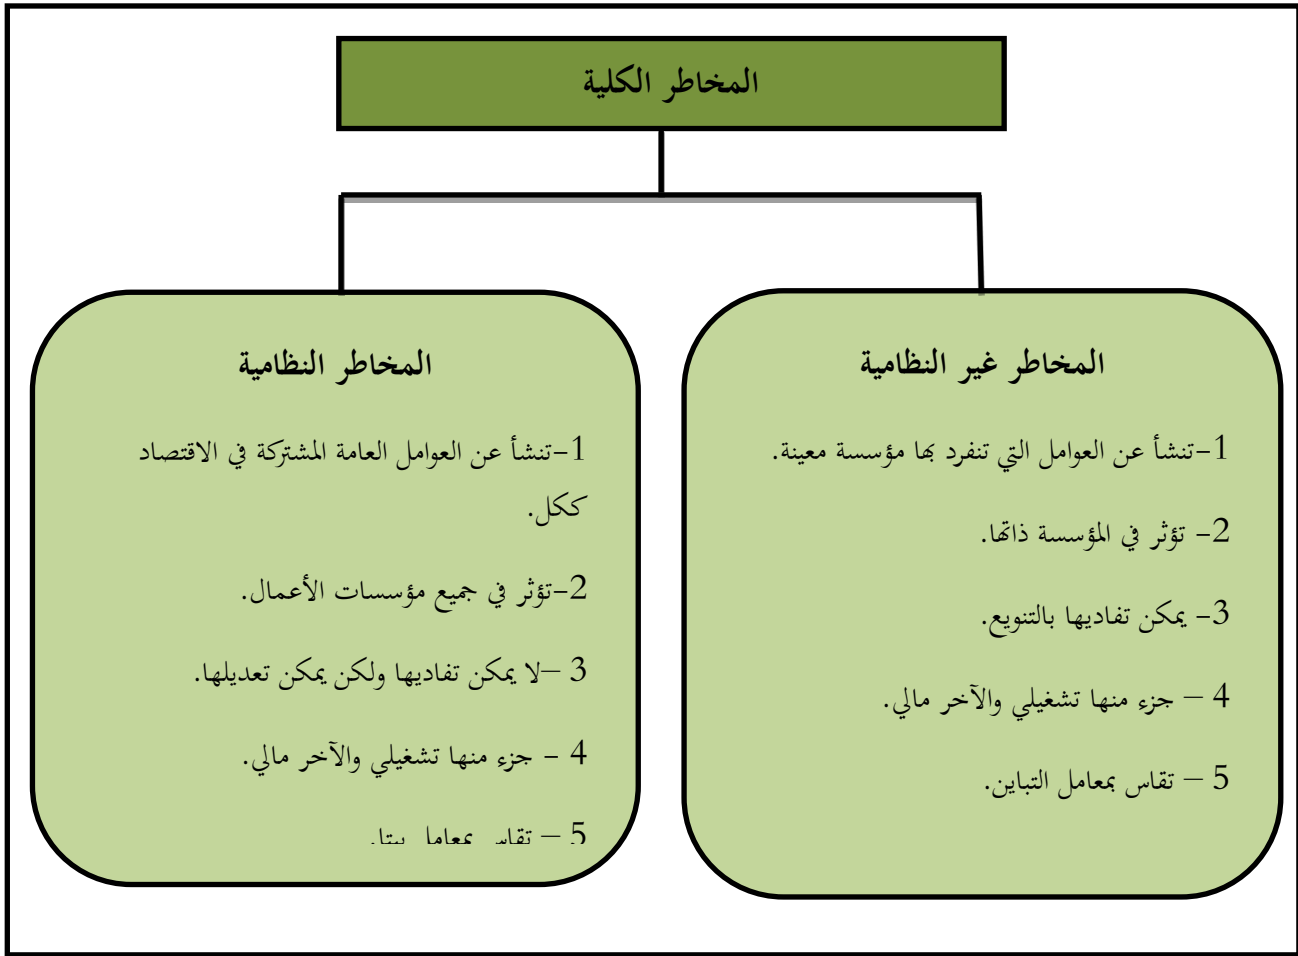 المخاطر الكلية
المخاطر غير النظامية
1-تنشأ عن العوامل التي تنفرد بها مؤسسة معينة.
2- تؤثر في المؤسسة ذاتها.
3- يمكن تفاديها بالتنويع.
4 – جزء منها تشغيلي والآخر مالي.
5 – تقاس بمعامل التباين.
المخاطر النظامية
1-تنشأ عن العوامل العامة المشتركة في الاقتصاد
ككل.
2-تؤثر في جميع مؤسسات الأعمال.
3 –لا يمكن تفاديها ولكن يمكن تعديلها.
4 - جزء منها تشغيلي والآخر مالي.
5 – تقاس بمعامل بيتا.